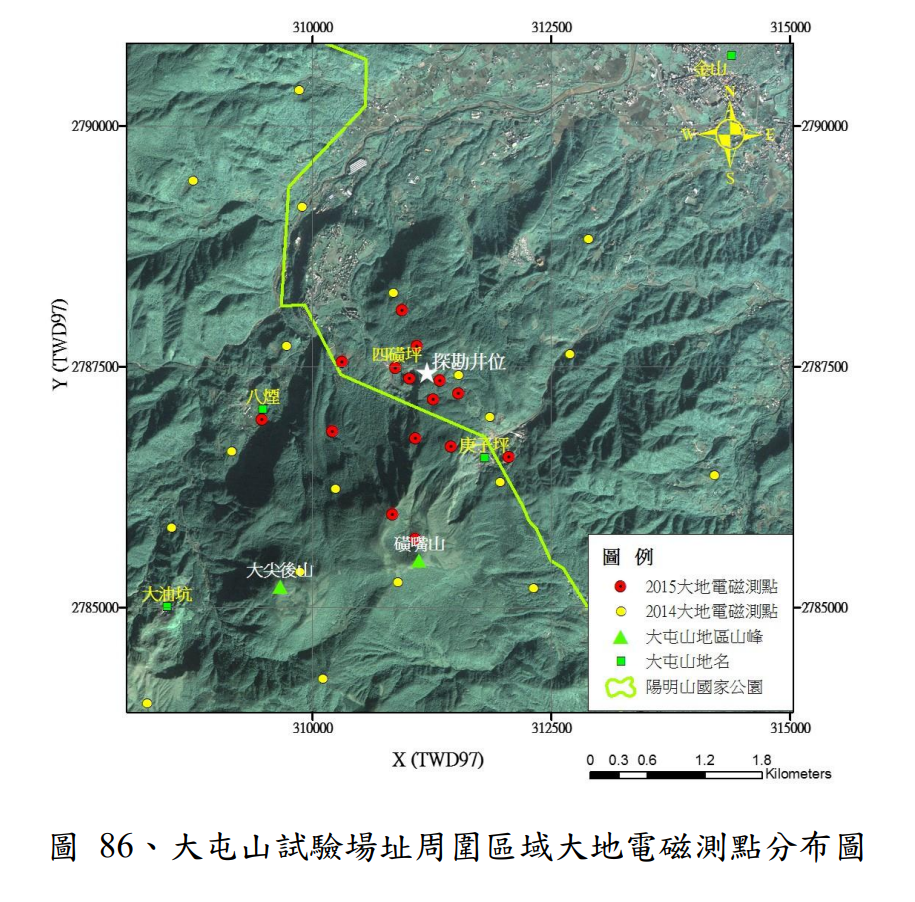 310000 312500 315000
金山
N
2790000 W E 2790000
S
四磺坪 探勘井位
2787500 2787500
八煙
庚子坪
磺嘴山
大尖後山
大油坑
2785000 2785000
Y (TWD97)
圖 例
2015大地電磁測點
2014大地電磁測點
大屯山地區山峰
大屯山地名
陽明山國家公園
310000 312500 315000
X (TWD97)
0 0.3 0.6 1.2 1.8
Kilometers
圖 86、大屯山試驗場址周圍區域大地電磁測點分布圖